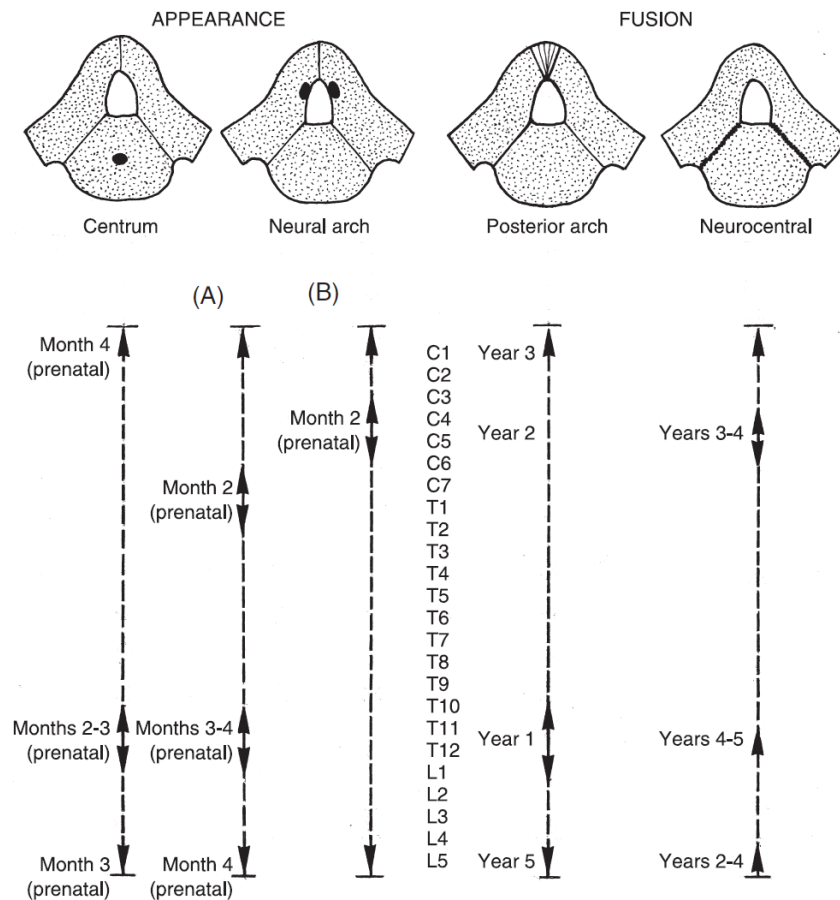 APPEARANCE
FUSION
Centrum
Neural arch
Posterior arch
Neurocentral
(A)
(B)
Month 4
(prenatal)
Month 2
(prenatal)
Months 2-3
(prenatal)
Months 3-4
(prenatal)
Month 3
(prenatal)
Month 4
(prenatal)
Month 2
(prenatal)
C1
C2
C3
C4
C5
C6
C7
T1
T2
T3
T4
T5
T6
T7
T8
T9
T10
T11
T12
L1
L2
L3
L4
L5
Year 3
Year 2
Year 1
Year 5
Years 3-4
Years 4-5
Years 2-4